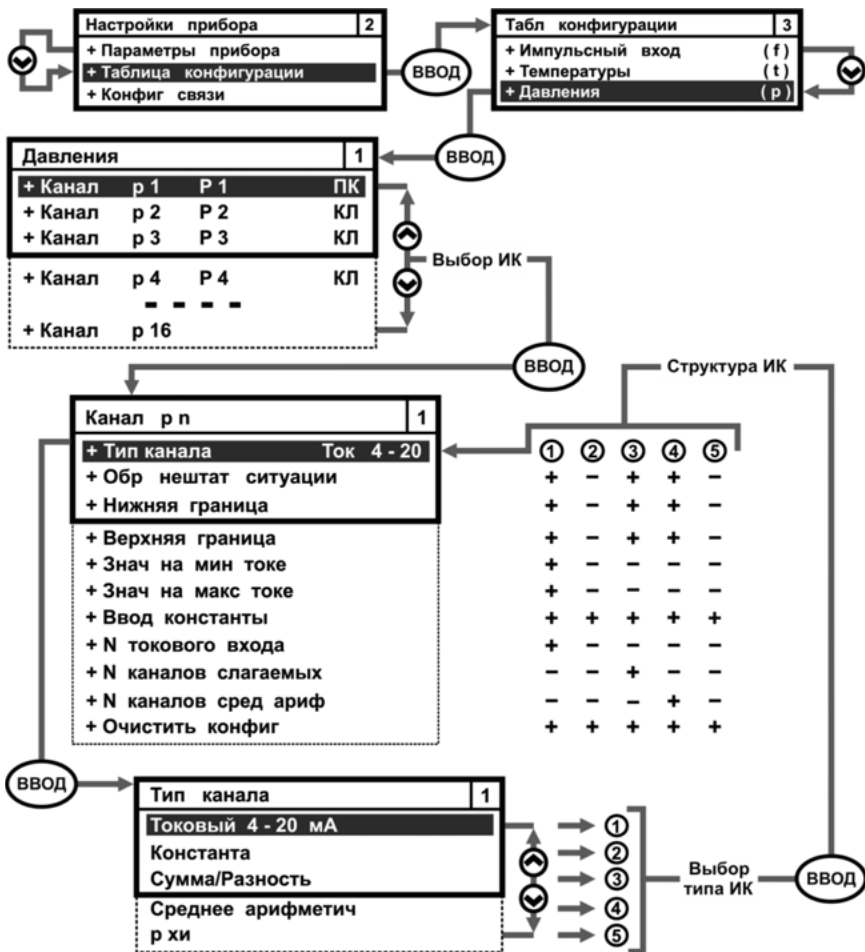 Настройки прибора 2
+ Параметры прибора
+ Таблица конфигурации
+ Конфиг связи
ВВОД
Табл конфигурации 3
+ Импульсный вход (f)
+ Температуры (t)
+ Давления (p)
ВВОД
Давления 1
+ Канал p 1 P 1 ПК
+ Канал p 2 P 2 КЛ
+ Канал p 3 P 3 КЛ
+ Канал p 4 P 4 КЛ
- - - -
+ Канал p 16
Выбор ИК
ВВОД
Структура ИК
Канал p n 1
+ Тип канала Ток 4 - 20
+ Обр нештат ситуации
+ Нижняя граница
+ Верхняя граница
+ Знач на мин токе
+ Знач на макс токе
+ Ввод константы
+ N токового входа
+ N каналов слагаемых
+ N каналов сред ариф
+ Очистить конфиг
1 2 3 4 5
+ – + + –
+ – + + –
+ – + + –
+ – – – –
+ – – – –
+ + + + +
+ – – – –
– – + – –
– – – + –
+ + + + +
ВВОД
Тип канала 1
Токовый 4 - 20 мА
Константа
Сумма/Разность
Среднее арифметич
р хи
1
2
3
4
5
Выбор
типа ИК
ВВОД